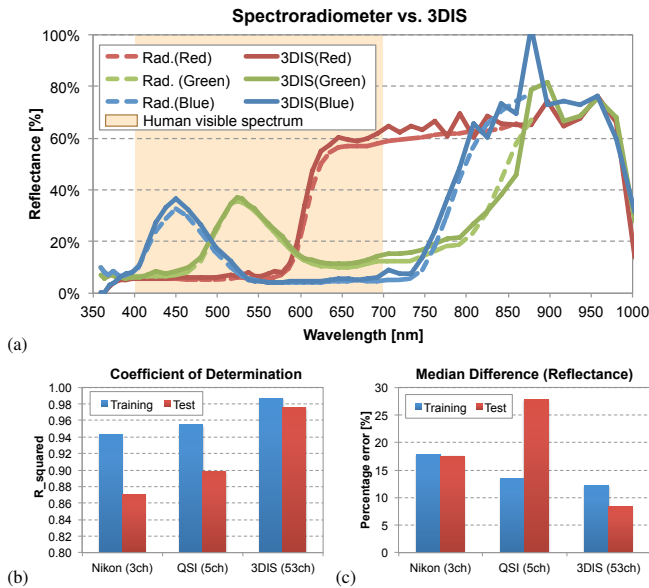 Spectroradiometer vs. 3DIS
Reflectance [%]
100%
80%
60%
40%
20%
0%
Rad.(Red)
3DIS(Red)
Rad. (Green)
3DIS(Green)
Rad.(Blue)
3DIS(Blue)
Human visible spectrum
350 400 450 500 550 600 650 700 750 800 850 900 950 1000
Wavelength [nm]
(a)
Coefficient of Determination
R_squared
1.00
0.98
0.96
0.94
0.92
0.90
0.88
0.86
0.84
0.82
0.80
Training Test
Nikon (3ch) QSI (5ch) 3DIS (53ch)
(b)
Median Difference (Reflectance)
Percentage error [%]
30
25
20
15
10
5
0
Training Test
Nikon (3ch) QSI (5ch) 3DIS (53ch)
(c)